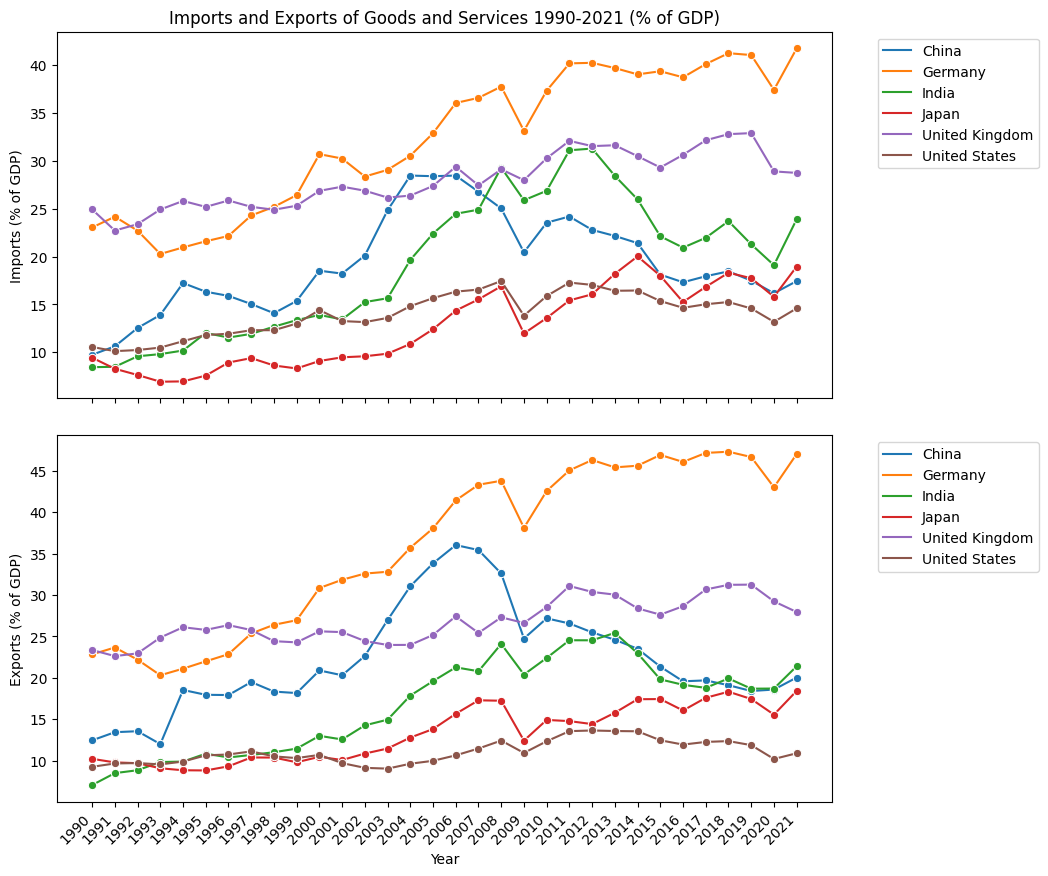 Imports and Exports of Goods and Services 1990-2021 (% of GDP)
Imports (% of GDP)
40
35
30
25
20
15
10
China
Germany
India
Japan
United Kingdom
United States
Exports (% of GDP)
45
40
35
30
25
20
15
10
China
Germany
India
Japan
United Kingdom
United States
1990
1991
1992
1993
1994
1995
1996
1997
1998
1999
2000
2001
2002
2003
2004
2005
2006
2007
2008
2009
2010
2011
2012
2013
2014
2015
2016
2017
2018
2019
2020
2021
Year